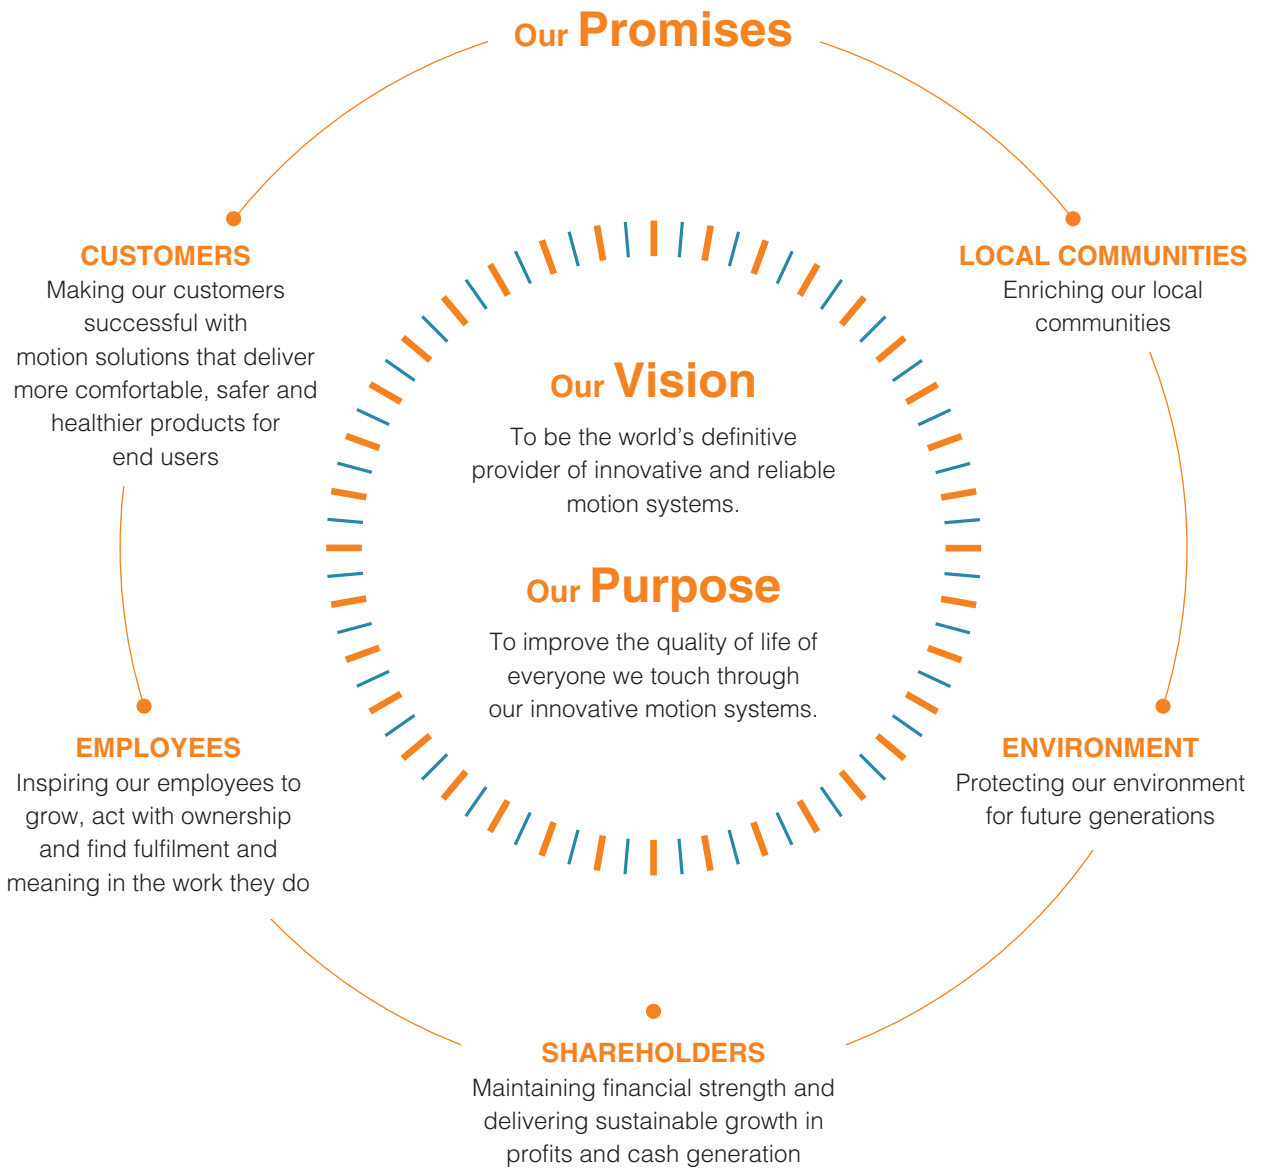 Our Promises
CUSTOMERS
Making our customers
successful with
motion solutions that deliver
more comfortable, safer and
healthier products for
end users
LOCAL COMMUNITIES
Enriching our local
communities
Our Vision
To be the world’s definitive
provider of innovative and reliable
motion systems.
Our Purpose
To improve the quality of life of
everyone we touch through
our innovative motion systems.
EMPLOYEES
Inspiring our employees to
grow, act with ownership
and find fulfilment and
meaning in the work they do
ENVIRONMENT
Protecting our environment
for future generations
SHAREHOLDERS
Maintaining financial strength and
delivering sustainable growth in
profits and cash generation